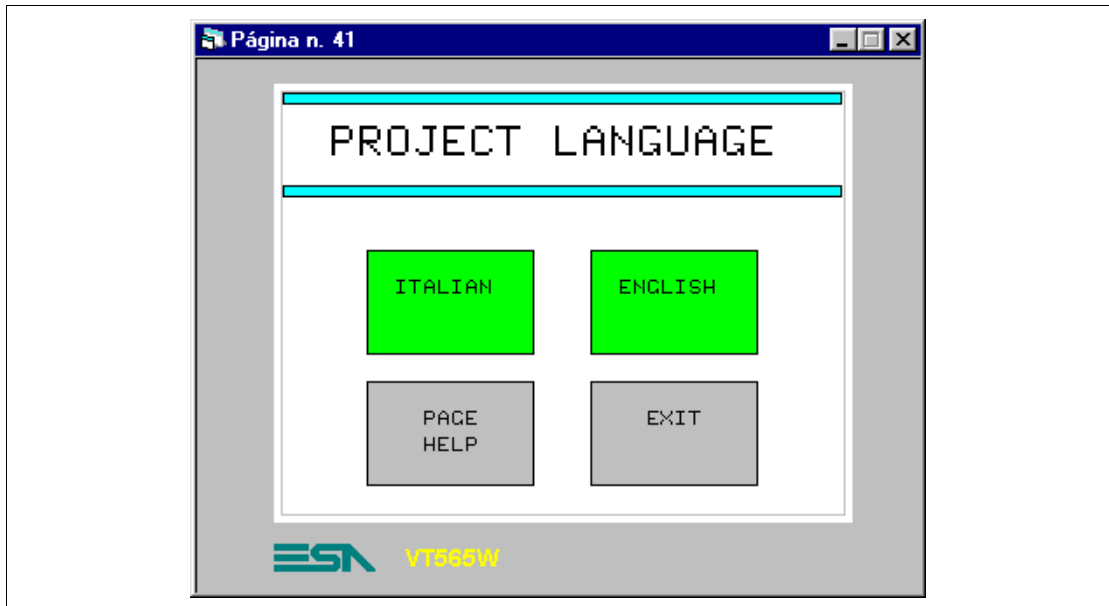 Página n. 41
PROJECT LANGUAGE
ITALIAN
ENGLISH
PAGE
HELP
EXIT
ESA VT565W